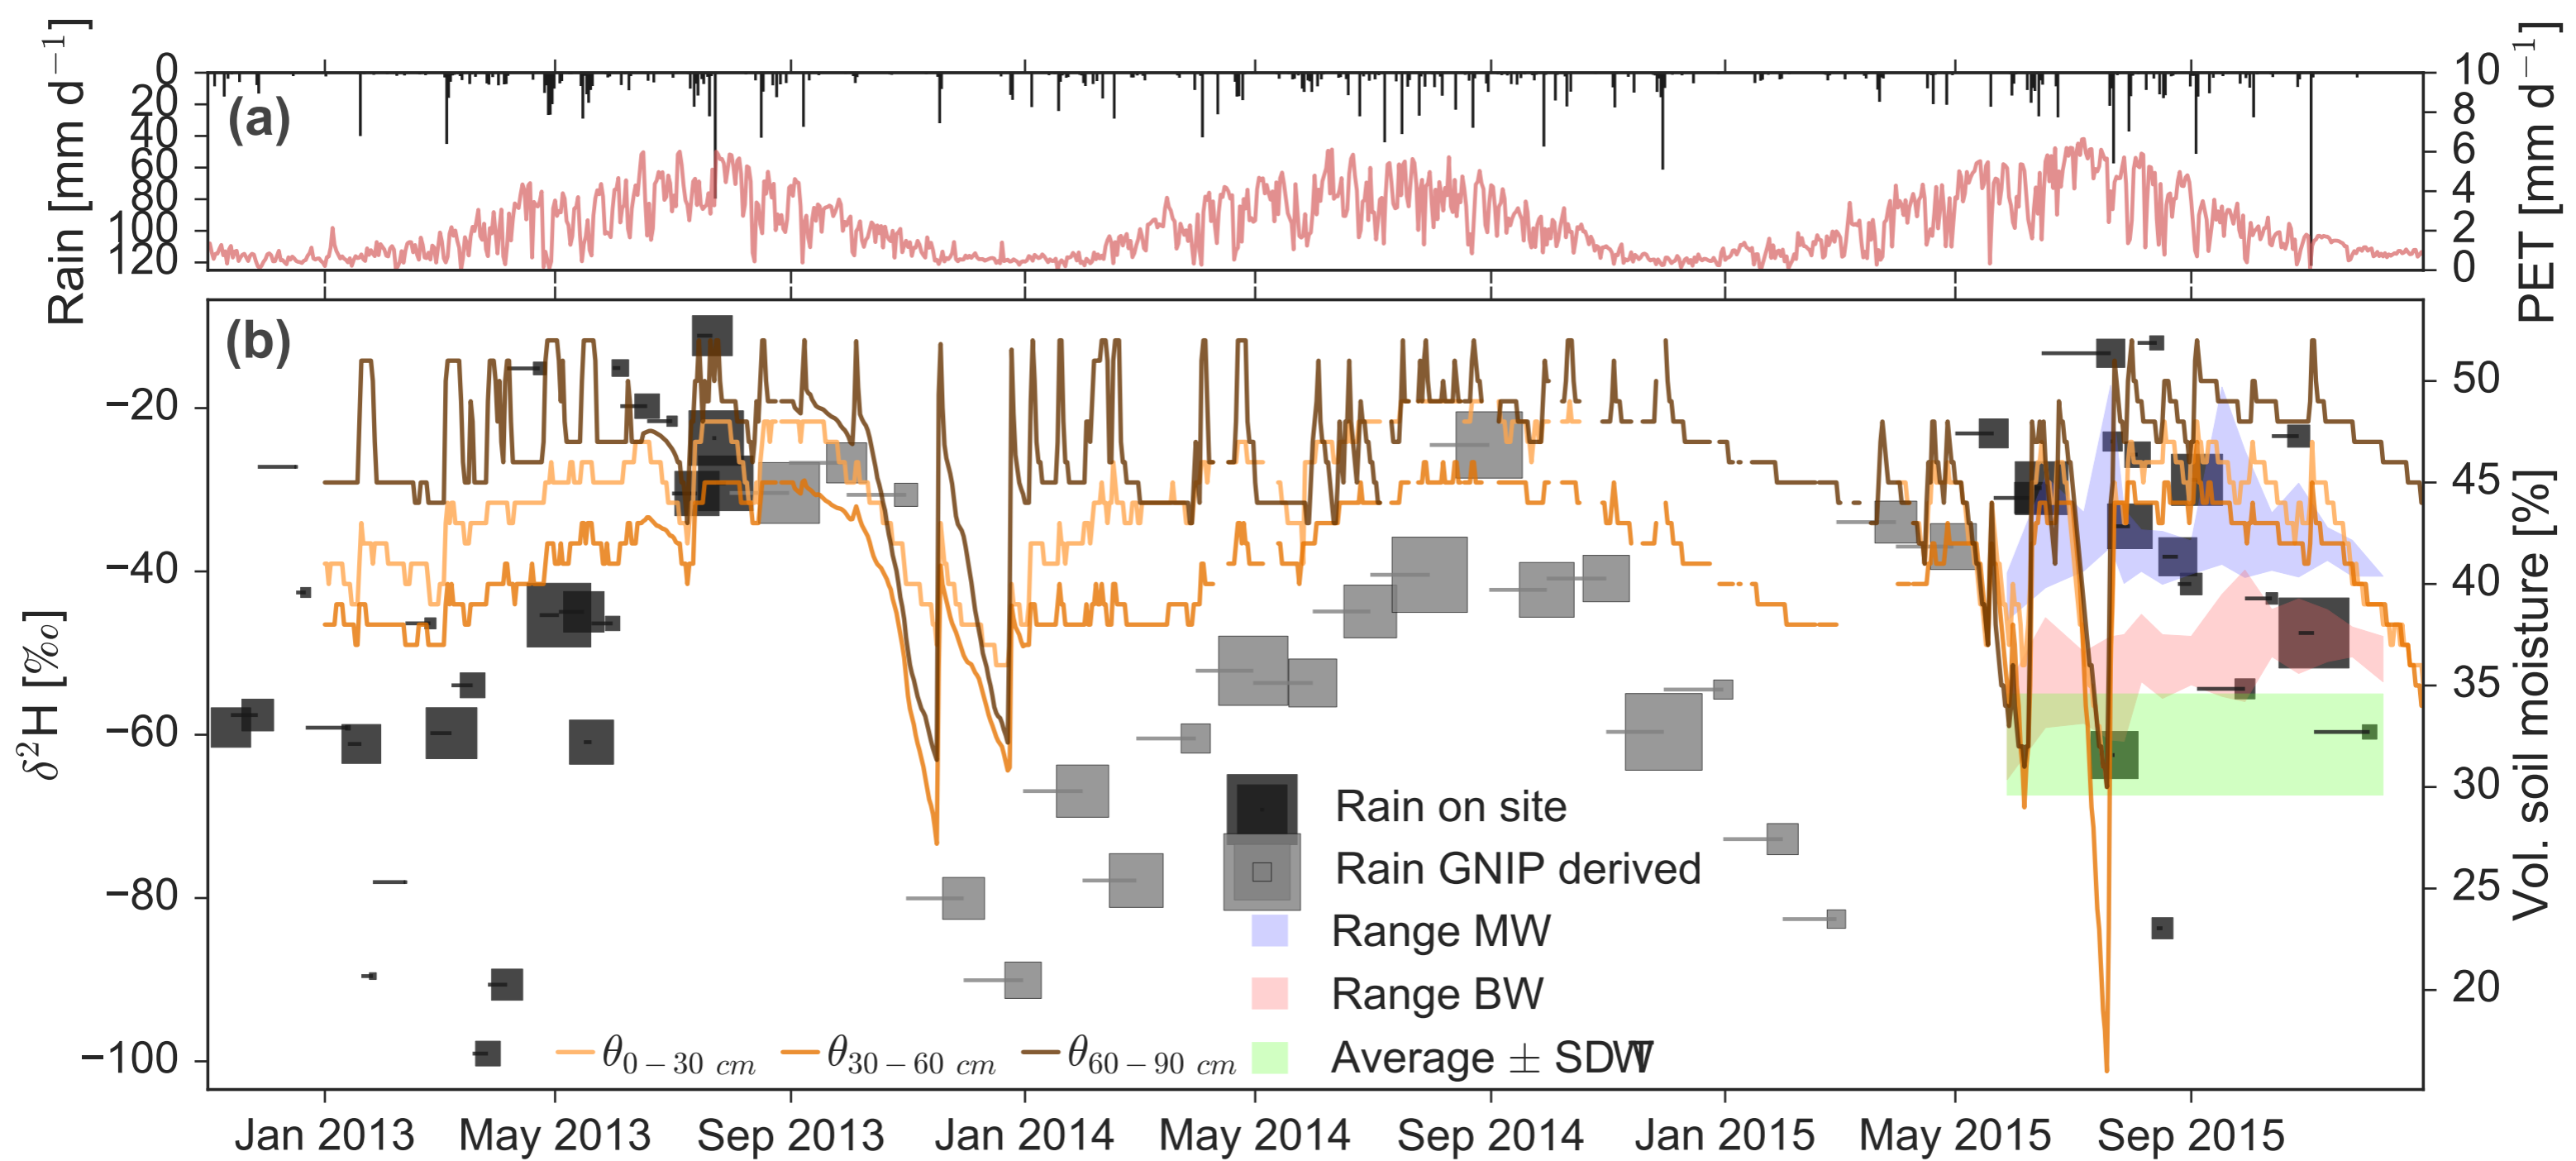 Rain [mm d−1]
0
20
40
60
80
100
120
(a)
10
8
6
4
2
0
PET [mm d−1]
(b)
δ2H [‰]
−20
−40
−60
−80
−100
50
45
40
35
30
25
20
Vol. soil moisture [%]
Rain on site
Rain GNIP derived
Range MW
Range BW
Average ± SD
θ0−30 cm θ30−60 cm θ60−90 cm
Jan 2013 May 2013 Sep 2013 Jan 2014 May 2014 Sep 2014 Jan 2015 May 2015 Sep 2015